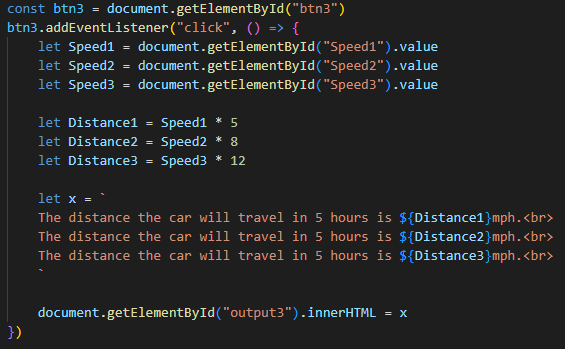 const btn3 = document.getElementById("btn3")
btn3.addEventListener("click", () => {
    let Speed1 = document.getElementById("Speed1").value
    let Speed2 = document.getElementById("Speed2").value
    let Speed3 = document.getElementById("Speed3").value

    let Distance1 = Speed1 * 5
    let Distance2 = Speed2 * 8
    let Distance3 = Speed3 * 12

    let x = `
    The distance the car will travel in 5 hours is ${Distance1}mph.<br>
    The distance the car will travel in 5 hours is ${Distance2}mph.<br>
    The distance the car will travel in 5 hours is ${Distance3}mph.<br>
    `

    document.getElementById("output3").innerHTML = x
})